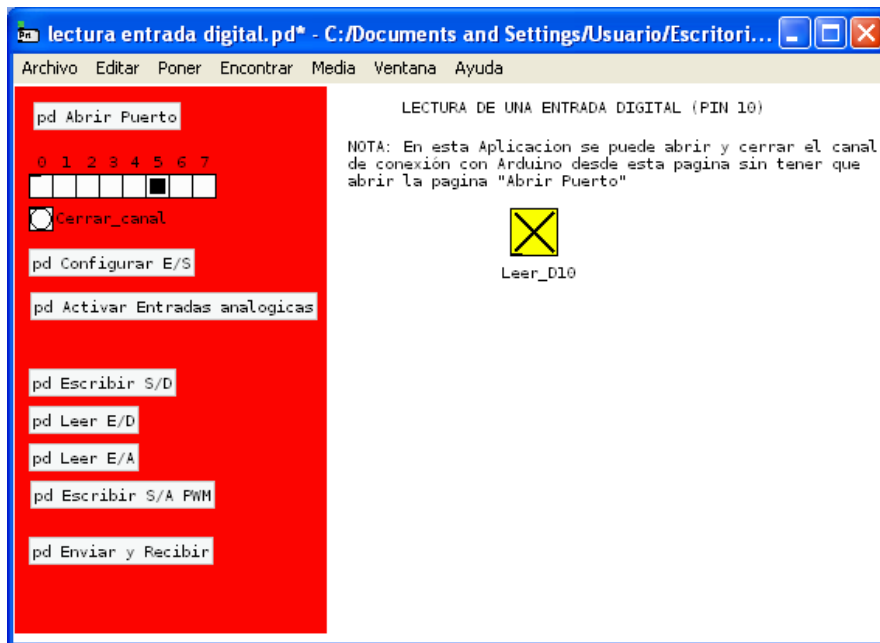 lectura entrada digital.pd* - C:/Documents and Settings/Usuario/Escritori...
Archivo Editar Poner Encontrar Media Ventana Ayuda
pd Abrir Puerto
0 1 2 3 4 5 6 7
Cerrar_canal
pd Configurar E/S
pd Activar Entradas analogicas
pd Escribir S/D
pd Leer E/D
pd Leer E/A
pd Escribir S/A PWM
pd Enviar y Recibir
LECTURA DE UNA ENTRADA DIGITAL (PIN 10)
NOTA: En esta Aplicacion se puede abrir y cerrar el canal
de conexión con Arduino desde esta pagina sin tener que
abrir la pagina "Abrir Puerto"
Leer_D10